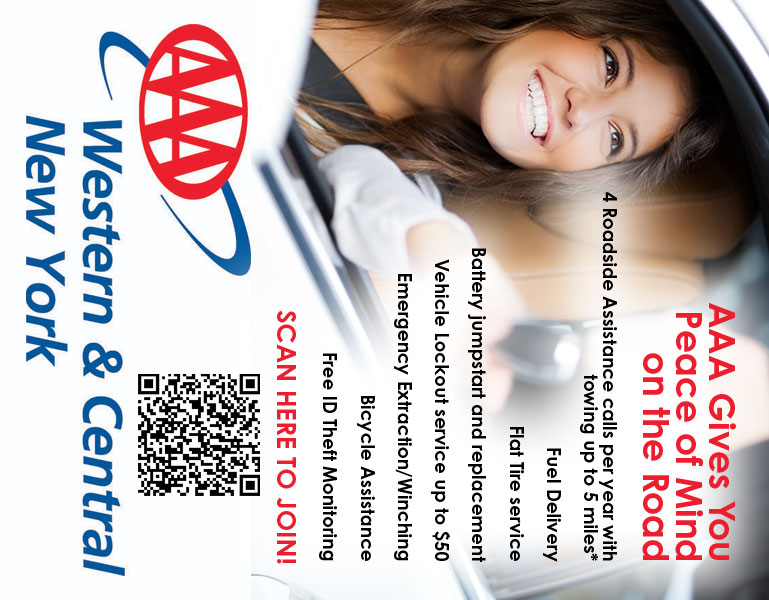 AAA Gives You
Peace of Mind
on the Road
4 Roadside Assistance calls per year with
towing up to 5 miles*
Fuel Delivery
Flat Tire service
Battery jumpstart and replacement
Vehicle Lockout service up to $50
Emergency Extraction/Winching
Bicycle Assistance
Free ID Theft Monitoring
SCAN HERE TO JOIN!
AAA
Western & Central
New York